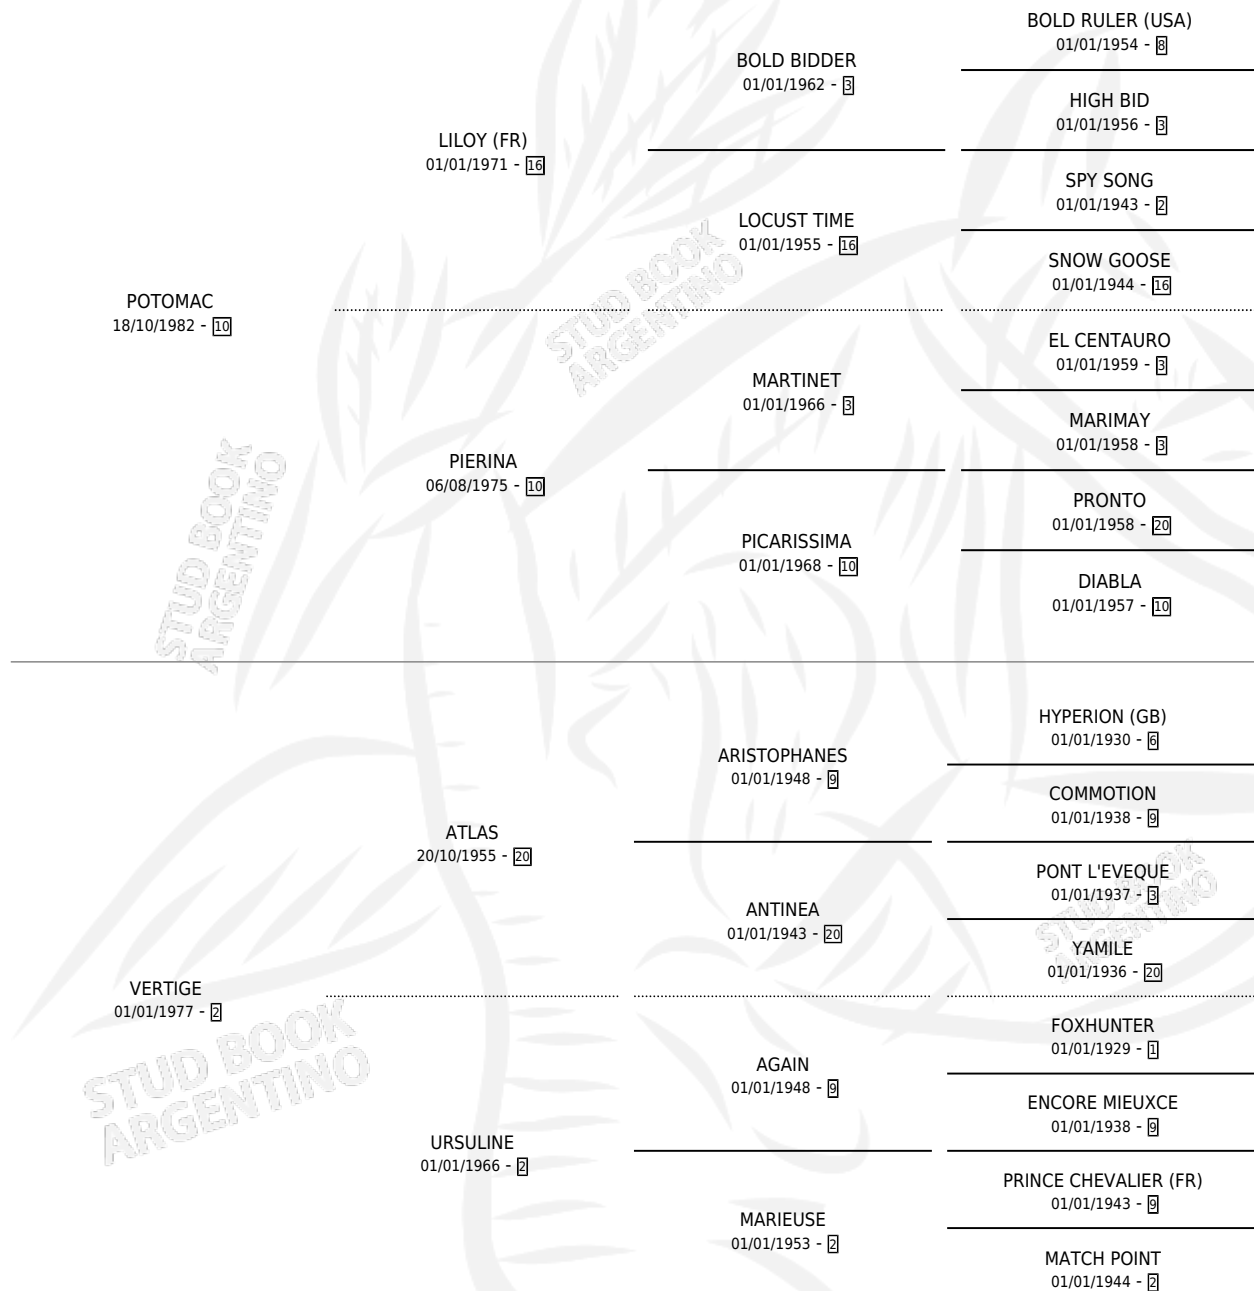 BOLD RULER (USA)
01/01/1954 - 8
BOLD BIDDER
01/01/1962 - 3
HIGH BID
01/01/1956 - 3
LILOY (FR)
01/01/1971 - 16
SPY SONG
01/01/1943 - 2
LOCUST TIME
01/01/1955 - 16
SNOW GOOSE
01/01/1944 - 16
POTOMAC
18/10/1982 - 10
STUD BOOK
ARGENTINO
EL CENTAURO
01/01/1959 - 3
MARTINET
01/01/1966 - 3
MARIMAY
01/01/1958 - 3
PIERINA
06/08/1975 - 10
PRONTO
01/01/1958 - 20
PICARISSIMA
01/01/1968 - 10
DIABLA
01/01/1957 - 10
STUD BOOK
ARGENTINO
HYPERION (GB)
01/01/1930 - 6
ARISTOPHANES
01/01/1948 - 9
COMMOTION
01/01/1938 - 9
ATLAS
20/10/1955 - 20
PONT L'EVEQUE
01/01/1937 - 3
ANTINEA
01/01/1943 - 20
YAMILE
01/01/1936 - 20
STUD BOOK
ARGENTINO
VERTIGE
01/01/1977 - 2
FOXHUNTER
01/01/1929 - 1
AGAIN
01/01/1948 - 9
ENCORE MIEUXCE
01/01/1938 - 9
STUD BOOK
ARGENTINO
URSULINE
01/01/1966 - 2
PRINCE CHEVALIER (FR)
01/01/1943 - 9
MARIEUSE
01/01/1953 - 2
MATCH POINT
01/01/1944 - 2